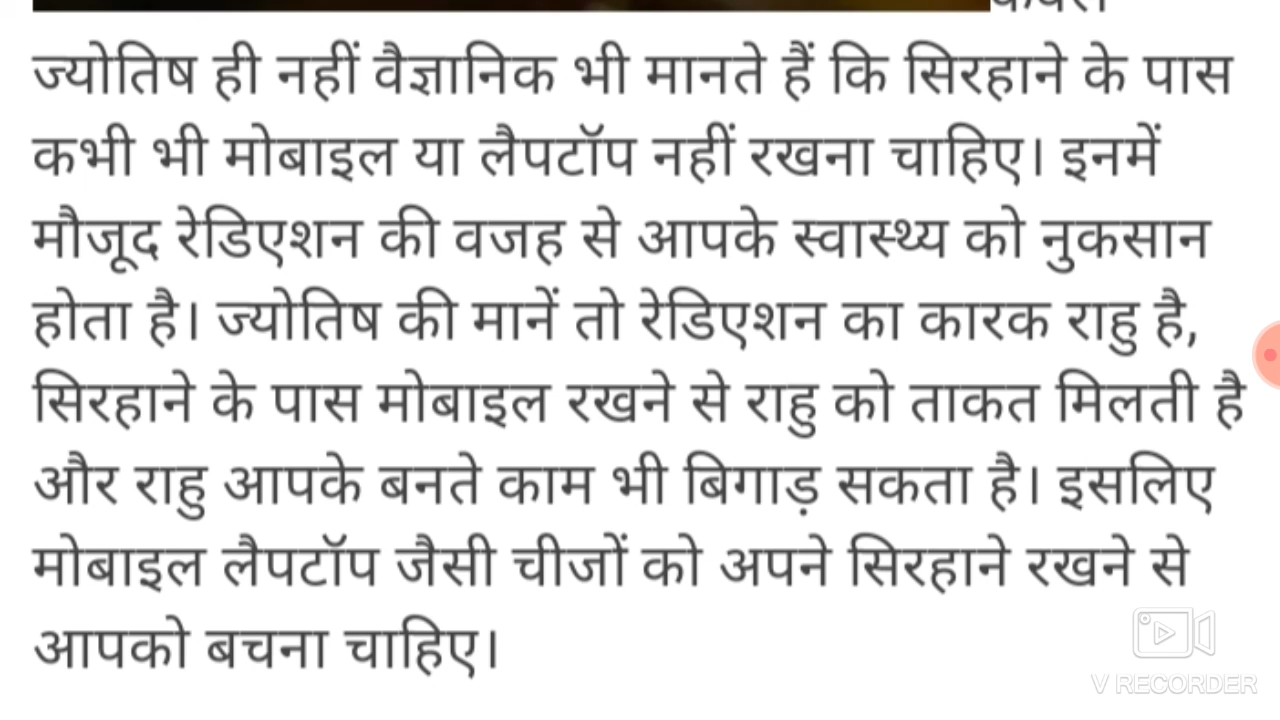 ज्योतिष ही नहीं वैज्ञानिक भी मानते हैं कि सिरहाने के पास
कभी भी मोबाइल या लैपटॉप नहीं रखना चाहिए। इनमें
मौजूद रेडिएशन की वजह से आपके स्वास्थ्य को नुकसान
होता है। ज्योतिष की मानें तो रेडिएशन का कारक राहु है,
सिरहाने के पास मोबाइल रखने से राहु को ताकत मिलती है
और राहु आपके बनते काम भी बिगाड़ सकता है। इसलिए
मोबाइल लैपटॉप जैसी चीजों को अपने सिरहाने रखने से
आपको बचना चाहिए।
V RECORDER